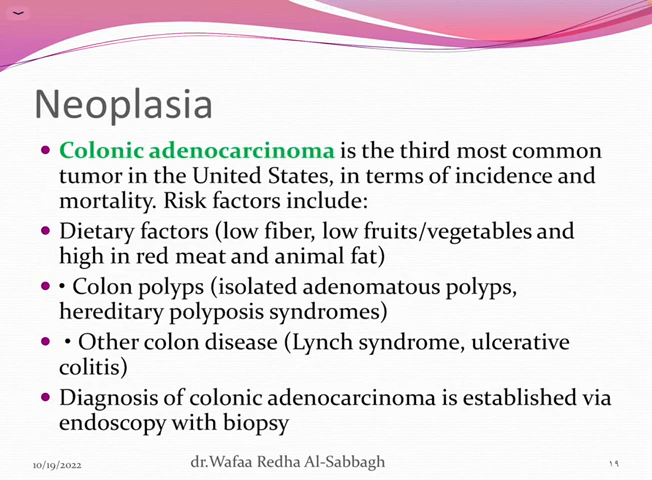 Neoplasia
• Colonic adenocarcinoma is the third most common
tumor in the United States, in terms of incidence and
mortality. Risk factors include:
• Dietary factors (low fiber, low fruits/vegetables and
high in red meat and animal fat)
• • Colon polyps (isolated adenomatous polyps,
hereditary polyposis syndromes)
• • Other colon disease (Lynch syndrome, ulcerative
colitis)
• Diagnosis of colonic adenocarcinoma is established via
endoscopy with biopsy
10/19/2022 dr.Wafaa Redha Al-Sabbagh ١٩